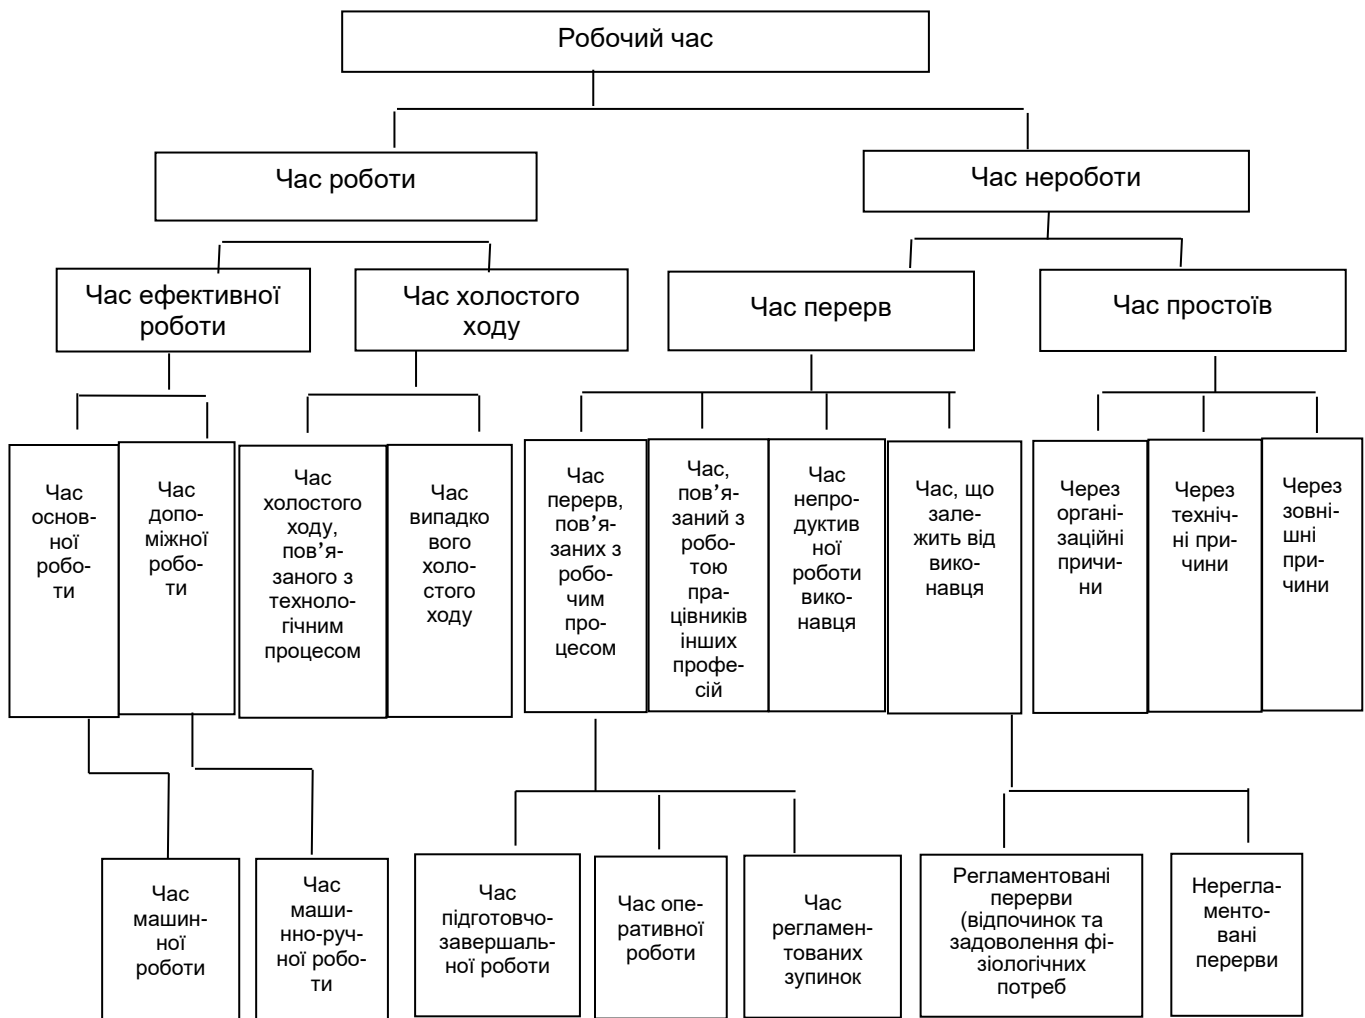 Робочий час
Час роботи
Час нероботи
Час ефективної
роботи
Час холостого
ходу
Час перерв
Час простоїв
Час
основ-
ної
робо-
ти
Час
допо-
міжної
робо-
ти
Час
холостого
ходу,
пов’я-
заного з
техноло-
гічним
процесом
Час
випадко
вого
холо-
стого
ходу
Час
перерв,
пов’я-
заних з
робо-
чим
про-
цесом
Час,
пов’я-
заний з
робо-
тою
пра-
цівників
інших
профе-
сій
Час
непро-
дуктив
ної
роботи
вико-
навця
Час, що
зале-
жить від
вико-
навця
Через
органі-
заційні
причи-
ни
Через
техніч-
ні при-
чини
Через
зовні-
шні
при-
чини
Час
машин-
ної
роботи
Час
маши-
нно-руч-
ної робо-
ти
Час
підготовчо-
завершаль-
ної роботи
Час опе-
ративної
роботи
Час
регламен-
тованих
зупинок
Регламентовані
перерви
(відпочинок та
задоволення фі-
зіологічних
потреб
Нерегла-
менто-
вані
перерви